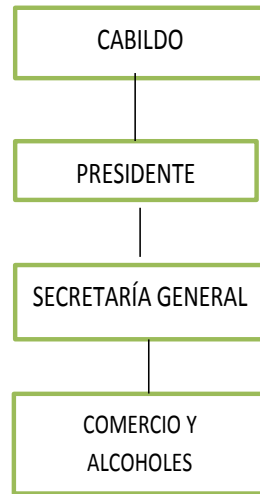 CABILDO
PRESIDENTE
SECRETARÍA GENERAL
COMERCIO Y
ALCOHOLES